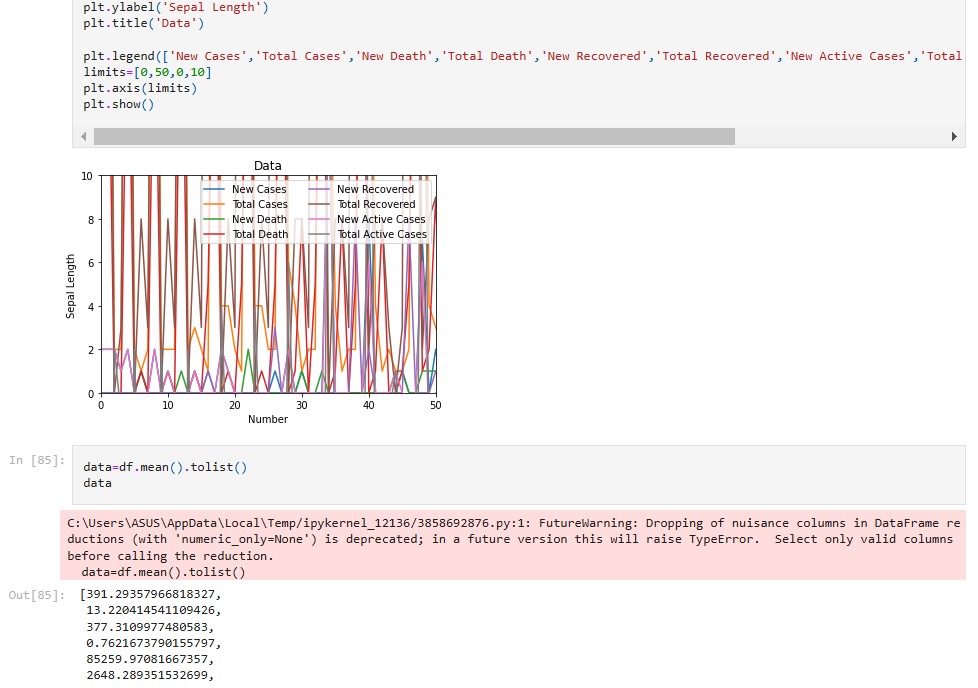 plt.ylabel('Sepal Length')
plt.title('Data')
plt.legend(['New Cases','Total Cases','New Death','Total Death','New Recovered','Total Recovered','New Active Cases','Total
limits=[0,50,0,10]
plt.axis(limits)
plt.show()
Data
10
8
6
4
2
0
Sepal Length
New Cases
Total Cases
New Death
Total Death
New Recovered
Total Recovered
New Active Cases
Total Active Cases
0 10 20 30 40 50
Number
In [85]:
data=df.mean().tolist()
data
C:\Users\ASUS\AppData\Local\Temp/ipykernel_12136/3858692876.py:1: FutureWarning: Dropping of nuisance columns in DataFrame re
ductions (with 'numeric_only=None') is deprecated; in a future version this will raise TypeError.  Select only valid columns
before calling the reduction.
  data=df.mean().tolist()
Out[85]: [391.29357966818327,
13.220414541109426,
377.3109977480583,
0.7621673790155797,
85259.97081667357,
2648.289351532699,